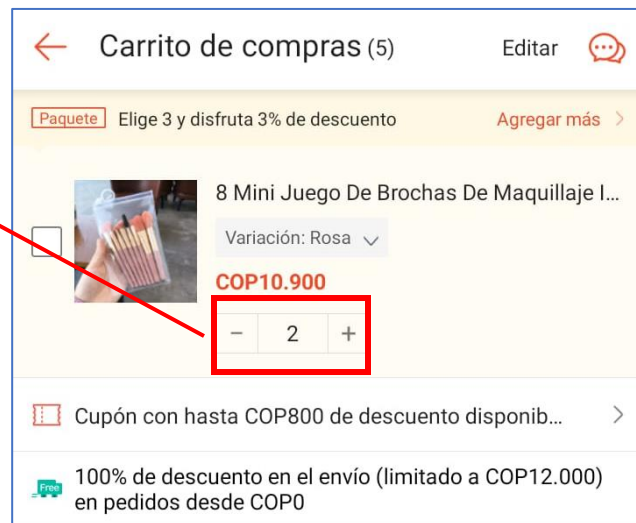 Carrito de compras (5) Editar
Paquete Elige 3 y disfruta 3% de descuento Agregar más >
8 Mini Juego De Brochas De Maquillaje I...
Variación: Rosa
COP10.900
− 2 +
Cupón con hasta COP800 de descuento disponib... >
Free 100% de descuento en el envío (limitado a COP12.000)
en pedidos desde COP0